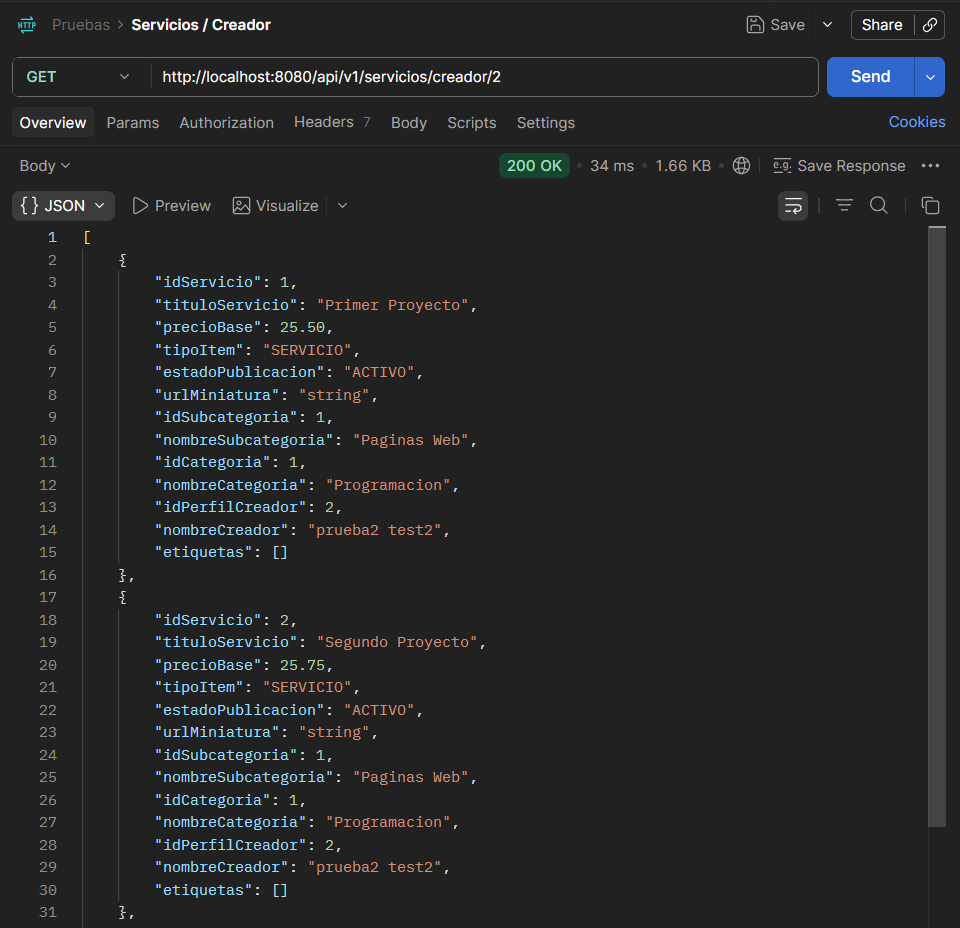 HTTP Pruebas > Servicios / Creador Save Share
GET http://localhost:8080/api/v1/servicios/creador/2 Send
Overview Params Authorization Headers 7 Body Scripts Settings Cookies
Body 200 OK • 34 ms • 1.66 KB • e.g. Save Response •••
{} JSON Preview Visualize
1 [
2 {
3 "idServicio": 1,
4 "tituloServicio": "Primer Proyecto",
5 "precioBase": 25.50,
6 "tipoItem": "SERVICIO",
7 "estadoPublicacion": "ACTIVO",
8 "urlMiniatura": "string",
9 "idSubcategoria": 1,
10 "nombreSubcategoria": "Paginas Web",
11 "idCategoria": 1,
12 "nombreCategoria": "Programacion",
13 "idPerfilCreador": 2,
14 "nombreCreador": "prueba2 test2",
15 "etiquetas": []
16 },
17 {
18 "idServicio": 2,
19 "tituloServicio": "Segundo Proyecto",
20 "precioBase": 25.75,
21 "tipoItem": "SERVICIO",
22 "estadoPublicacion": "ACTIVO",
23 "urlMiniatura": "string",
24 "idSubcategoria": 1,
25 "nombreSubcategoria": "Paginas Web",
26 "idCategoria": 1,
27 "nombreCategoria": "Programacion",
28 "idPerfilCreador": 2,
29 "nombreCreador": "prueba2 test2",
30 "etiquetas": []
31 },